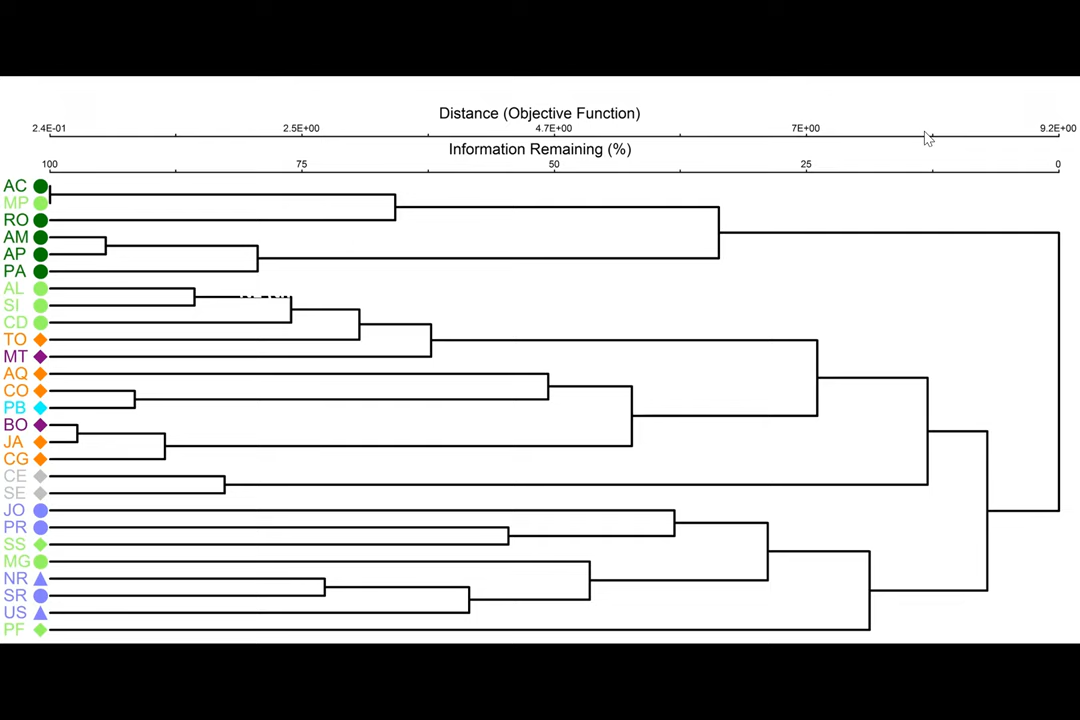 Distance (Objective Function)
2.4E-01 2.5E+00 4.7E+00 7E+00 9.2E+00
Information Remaining (%)
100 75 50 25 0
AC
MP
RO
AM
AP
PA
AL
SI
CD
TO
MT
AQ
CO
PB
BO
JA
CG
CE
SE
JO
PR
SS
MG
NR
SR
US
PF